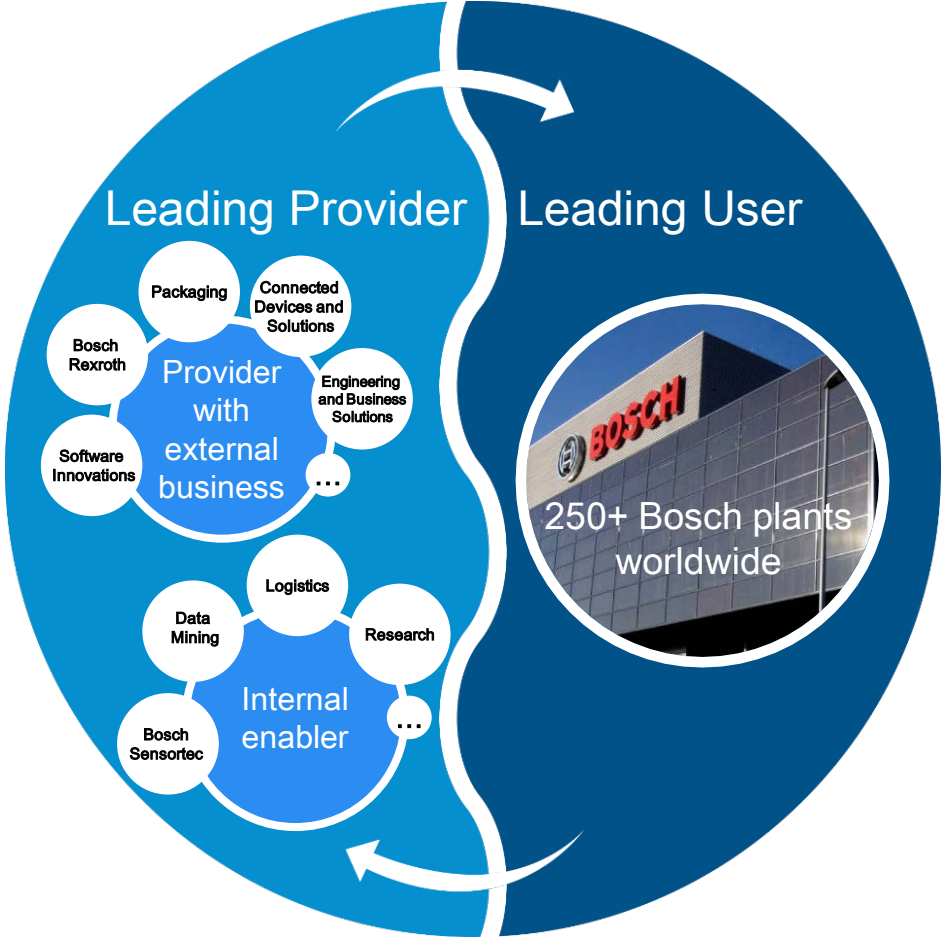 Leading Provider
Leading User
Packaging
Connected
Devices and
Solutions
Bosch
Rexroth
Engineering
and Business
Solutions
Software
Innovations
...
Provider
with
external
business
BOSCH
250+ Bosch plants
worldwide
Logistics
Data
Mining
Research
Bosch
Sensortec
...
Internal
enabler